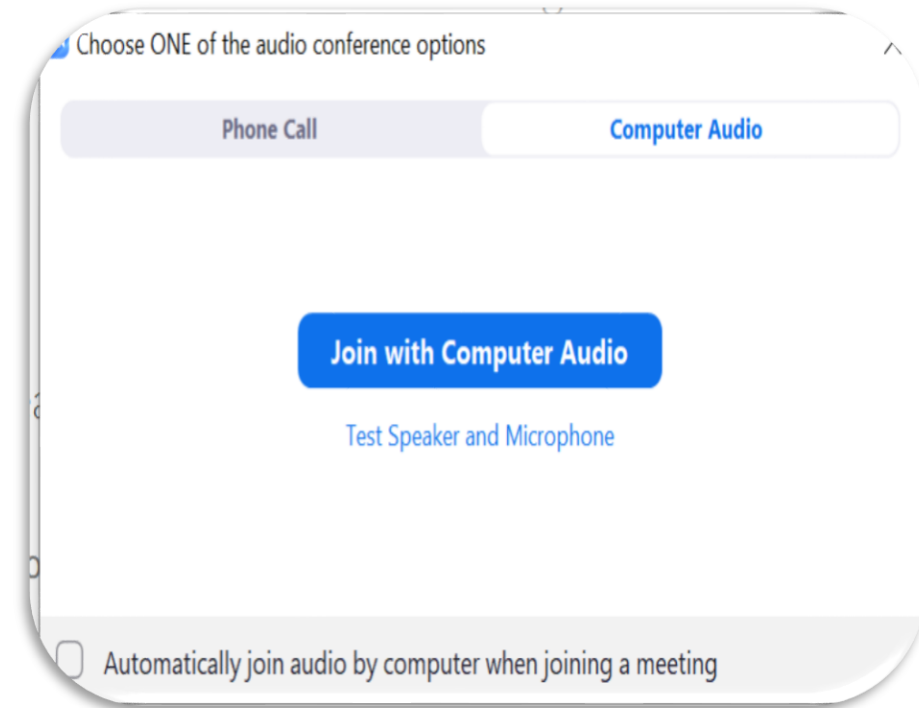 Choose ONE of the audio conference options
Phone Call
Computer Audio
Join with Computer Audio
Test Speaker and Microphone
Automatically join audio by computer when joining a meeting